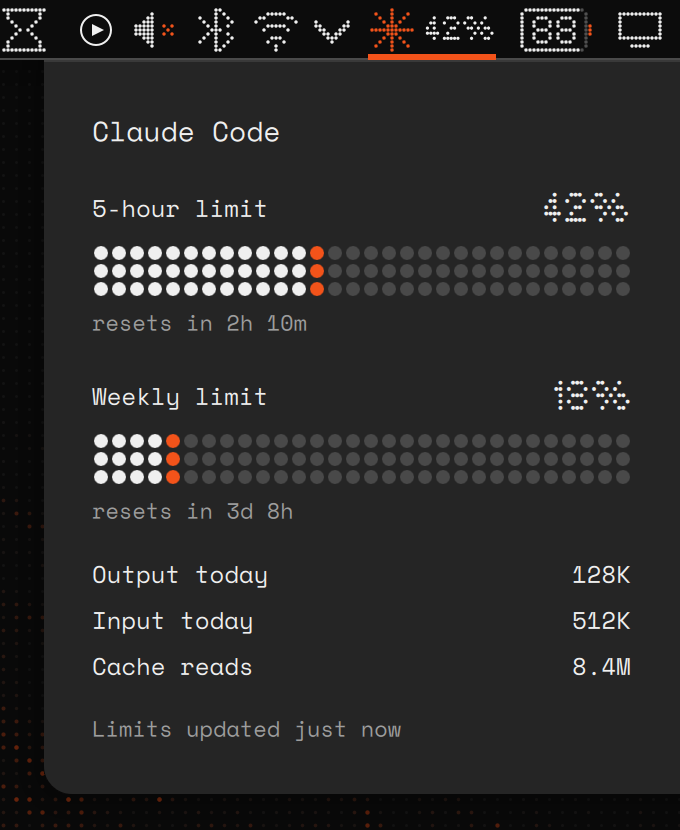 42%
88
Claude Code
5-hour limit 42%
resets in 2h 10m
Weekly limit 18%
resets in 3d 8h
Output today 128K
Input today 512K
Cache reads 8.4M
Limits updated just now